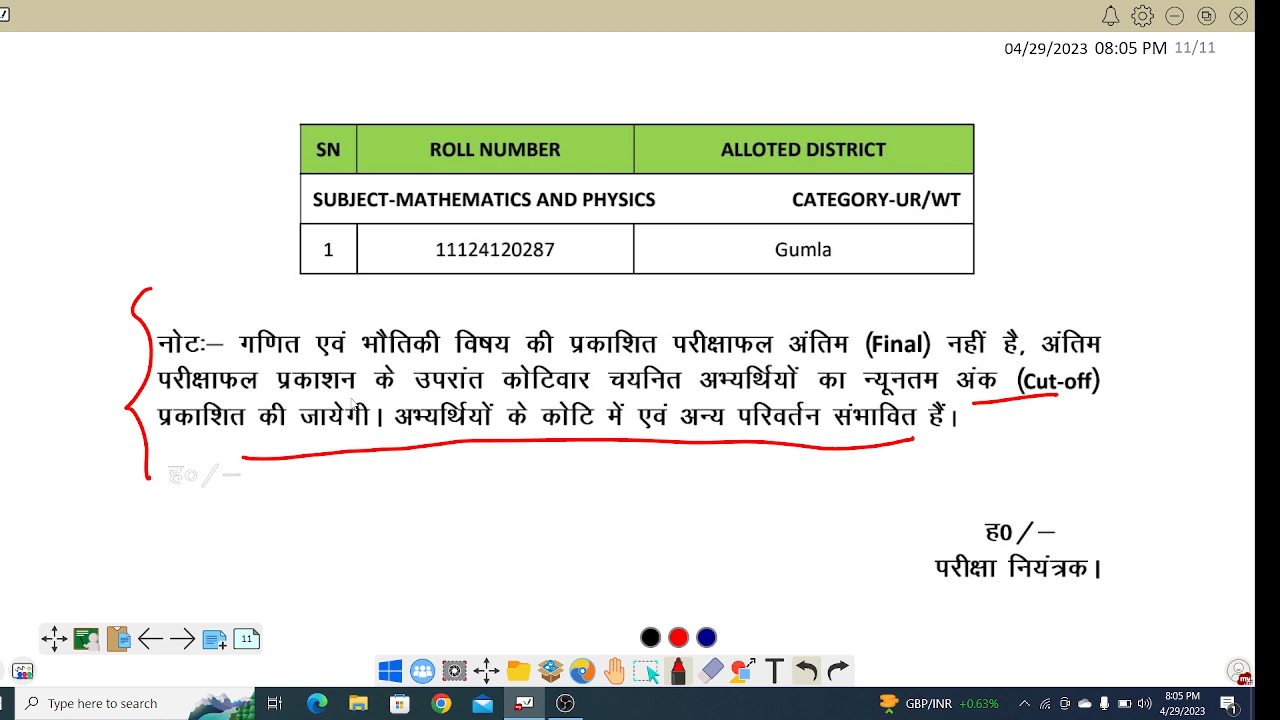 04/29/2023 08:05 PM 11/11
SN ROLL NUMBER ALLOTED DISTRICT
SUBJECT-MATHEMATICS AND PHYSICS CATEGORY-UR/WT
1 11124120287 Gumla
नोटः— गणित एवं भौतिकी विषय की प्रकाशित परीक्षाफल अंतिम (Final) नहीं है, अंतिम
परीक्षाफल प्रकाशन के उपरांत कोटिवार चयनित अभ्यर्थियों का न्यूनतम अंक (Cut-off)
प्रकाशित की जायेगी। अभ्यर्थियों के कोटि में एवं अन्य परिवर्तन संभावित हैं।
ह०/—
ह0/—
परीक्षा नियंत्रक।
11
Type here to search
GBP/INR +0.63%
8:05 PM
4/29/2023
1